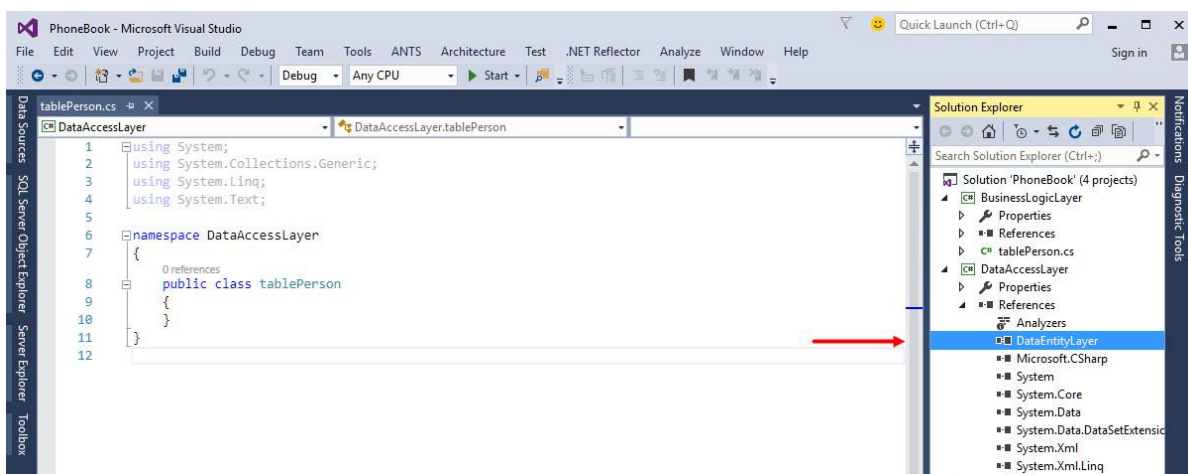 PhoneBook - Microsoft Visual Studio
Quick Launch (Ctrl+Q)
File Edit View Project Build Debug Team Tools ANTS Architecture Test .NET Reflector Analyze Window Help
Sign in
Debug Any CPU Start
Data Sources
SQL Server Object Explorer
Server Explorer
Toolbox
tablePerson.cs
DataAccessLayer
DataAccessLayer.tablePerson
1 using System;
2 using System.Collections.Generic;
3 using System.Linq;
4 using System.Text;
5
6 namespace DataAccessLayer
7 {
0 references
8 public class tablePerson
9 {
10 }
11 }
12
Solution Explorer
Search Solution Explorer (Ctrl+;)
Solution 'PhoneBook' (4 projects)
C# BusinessLogicLayer
Properties
References
C# tablePerson.cs
C# DataAccessLayer
Properties
References
Analyzers
DataEntityLayer
Microsoft.CSharp
System
System.Core
System.Data
System.Data.DataSetExtensic
System.Xml
System.Xml.Linq
Notifications
Diagnostic Tools